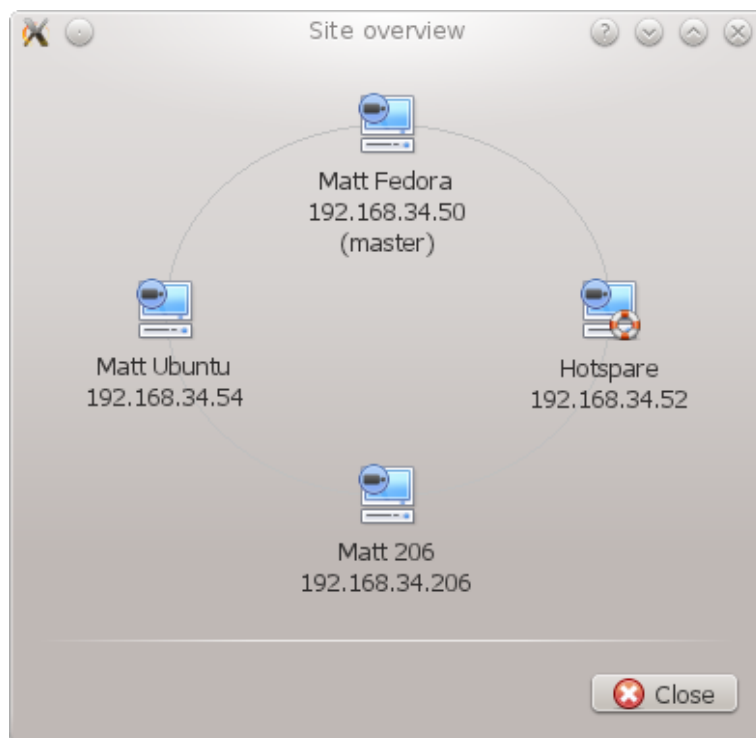 Site overview
Matt Fedora
192.168.34.50
(master)
Matt Ubuntu
192.168.34.54
Hotspare
192.168.34.52
Matt 206
192.168.34.206
Close